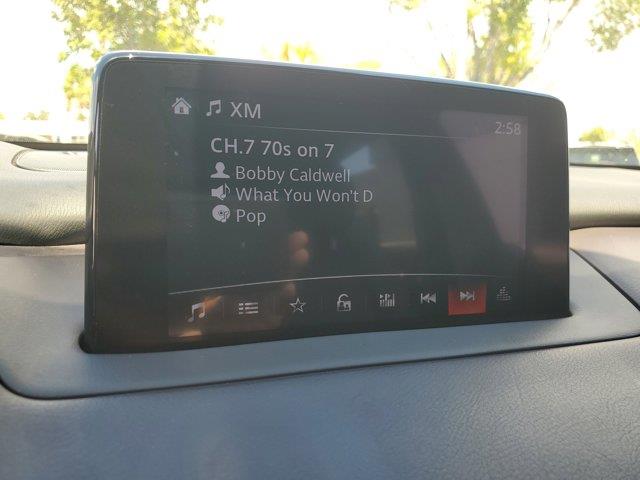 XM
2:58
CH.7 70s on 7
Bobby Caldwell
What You Won't D
Pop